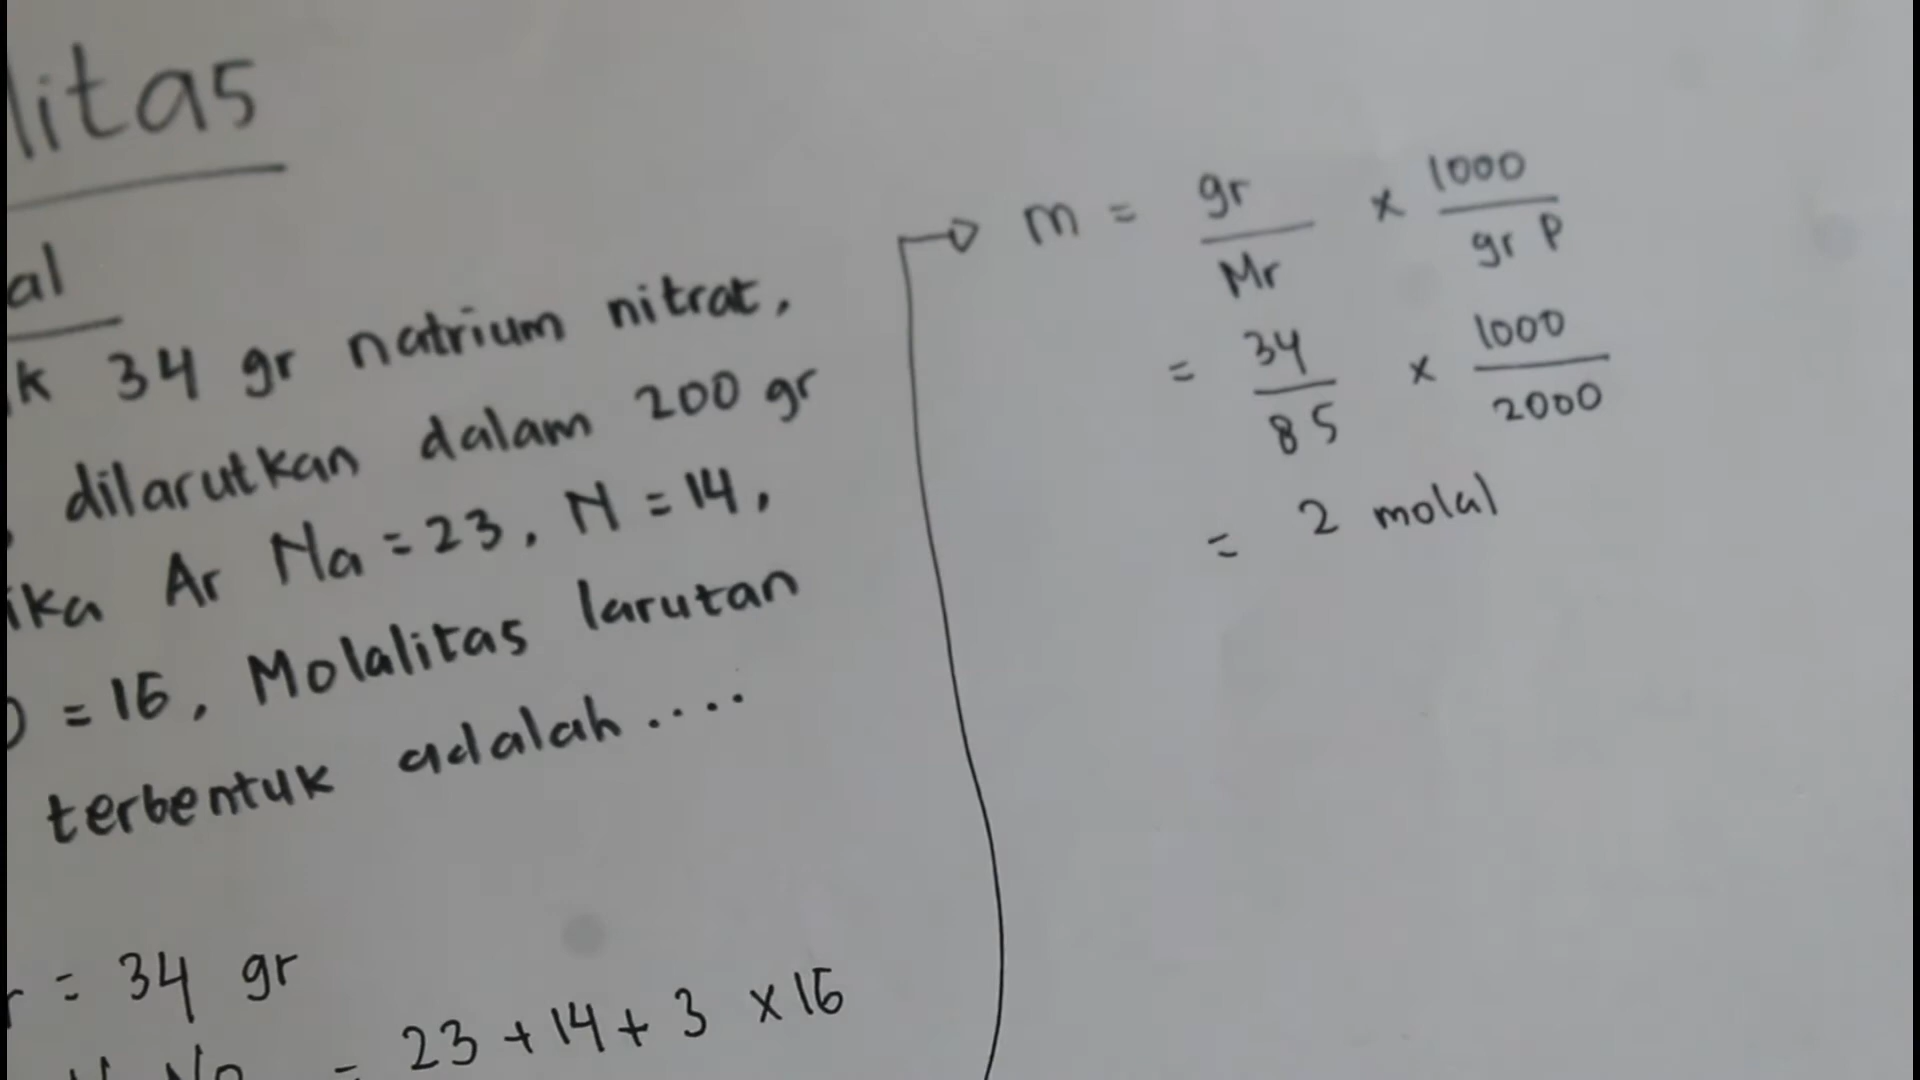 litas
al
k 34 gr natrium nitrat,
dilarutkan dalam 200 gr
ika Ar Na = 23, N = 14,
= 16, Molalitas larutan
terbentuk adalah ....
= 34 gr
= 23 + 14 + 3 x 16
m = gr/Mr x 1000/gr P
= 34/85 x 1000/2000
= 2 molal